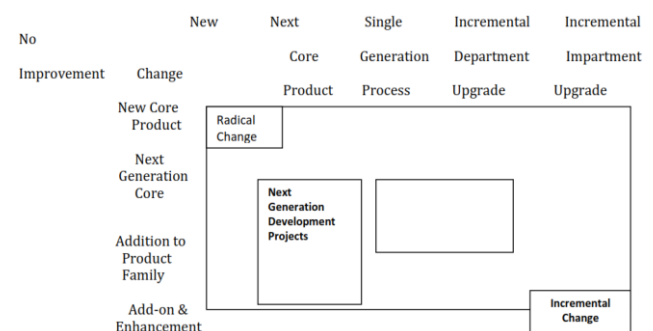 New Next Single Incremental Incremental
No
Core Generation Department Impartment
Improvement Change
Product Process Upgrade Upgrade
New Core
Product
Radical
Change
Next
Generation
Core
Next
Generation
Development
Projects
Addition to
Product
Family
Add-on &
Enhancement
Incremental
Change